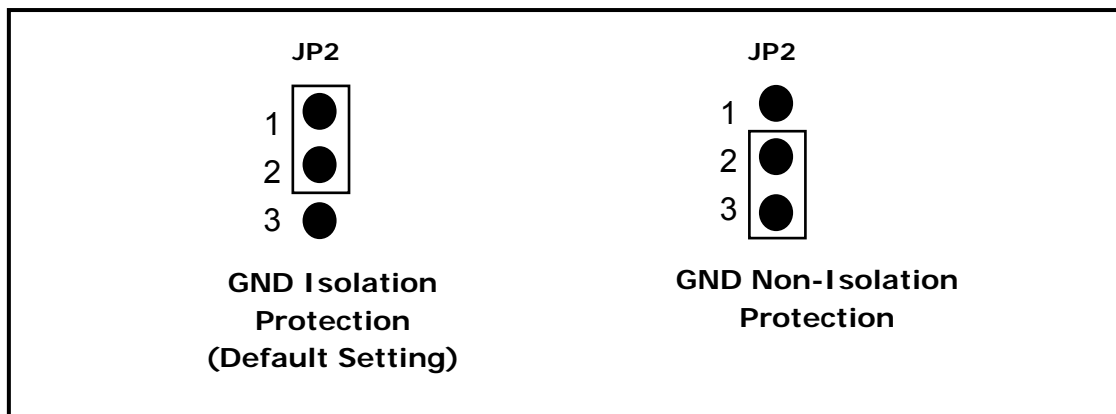 JP2
1
2
3
GND Isolation
Protection
(Default Setting)
JP2
1
2
3
GND Non-Isolation
Protection